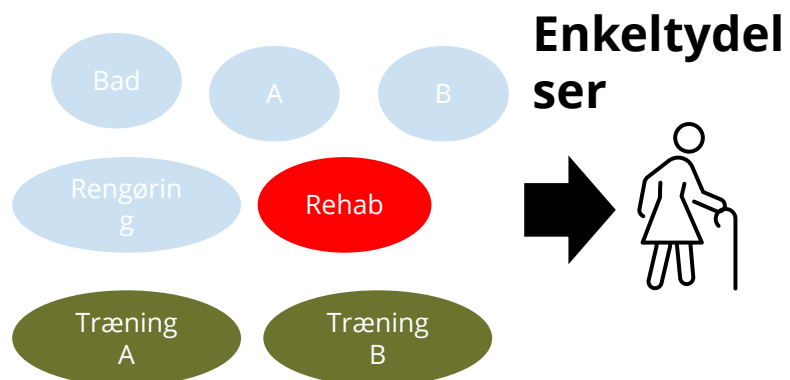 Enkeltydel
ser
Bad
A
B
Rengørin
g
Rehab
Træning
A
Træning
B